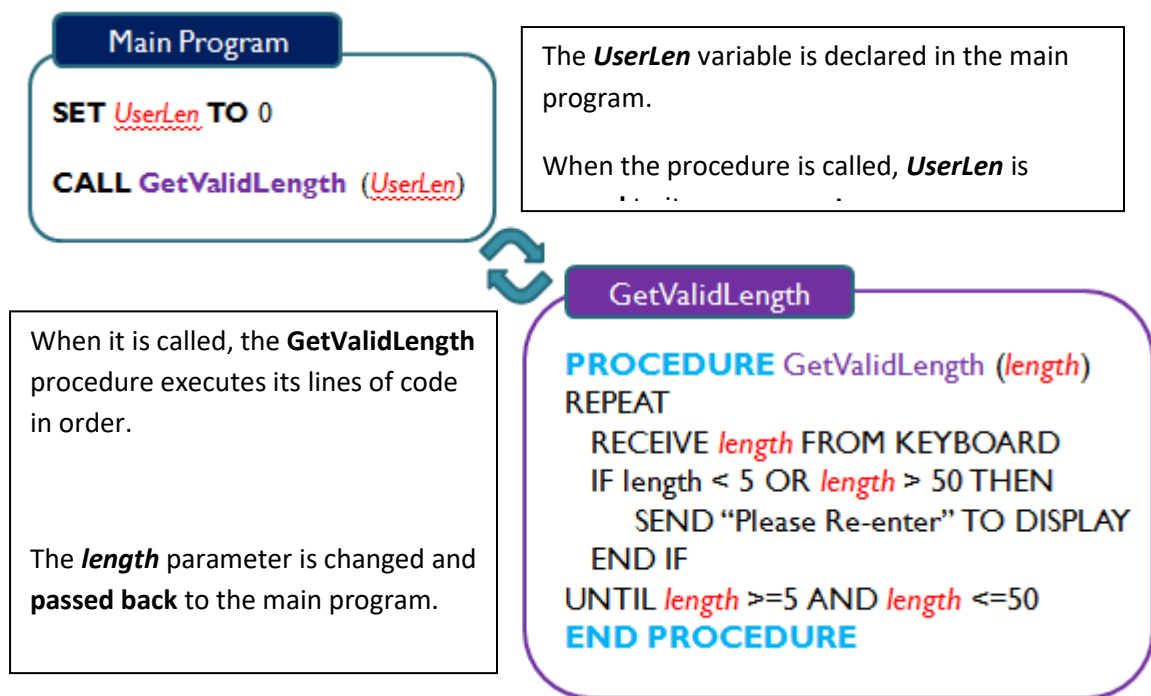 Main Program
SET UserLen TO 0
CALL GetValidLength (UserLen)
The UserLen variable is declared in the main
program.
When the procedure is called, UserLen is
GetValidLength
PROCEDURE GetValidLength (length)
REPEAT
RECEIVE length FROM KEYBOARD
IF length < 5 OR length > 50 THEN
SEND “Please Re-enter” TO DISPLAY
END IF
UNTIL length >=5 AND length <=50
END PROCEDURE
When it is called, the GetValidLength
procedure executes its lines of code
in order.
The length parameter is changed and
passed back to the main program.